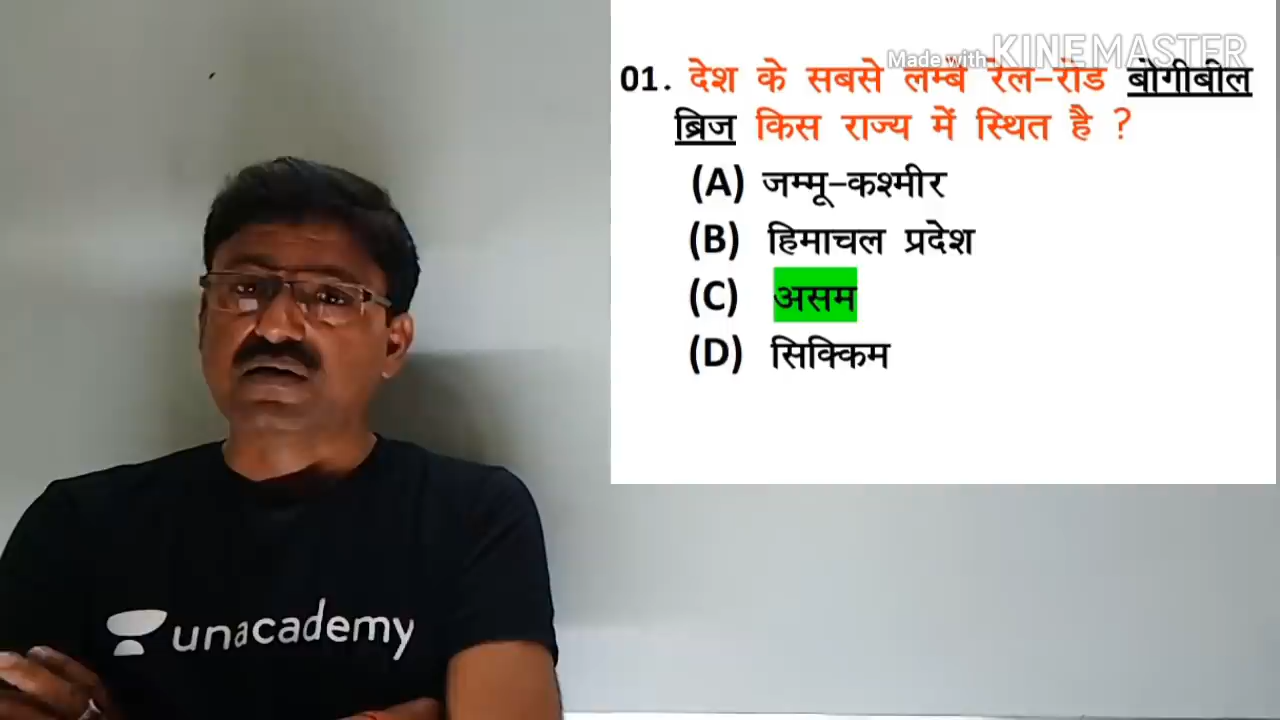 Made with KINEMASTER
01. देश के सबसे लम्बे रेल-रोड बोगीबील
ब्रिज किस राज्य में स्थित है ?
(A) जम्मू-कश्मीर
(B) हिमाचल प्रदेश
(C) असम
(D) सिक्किम
unacademy